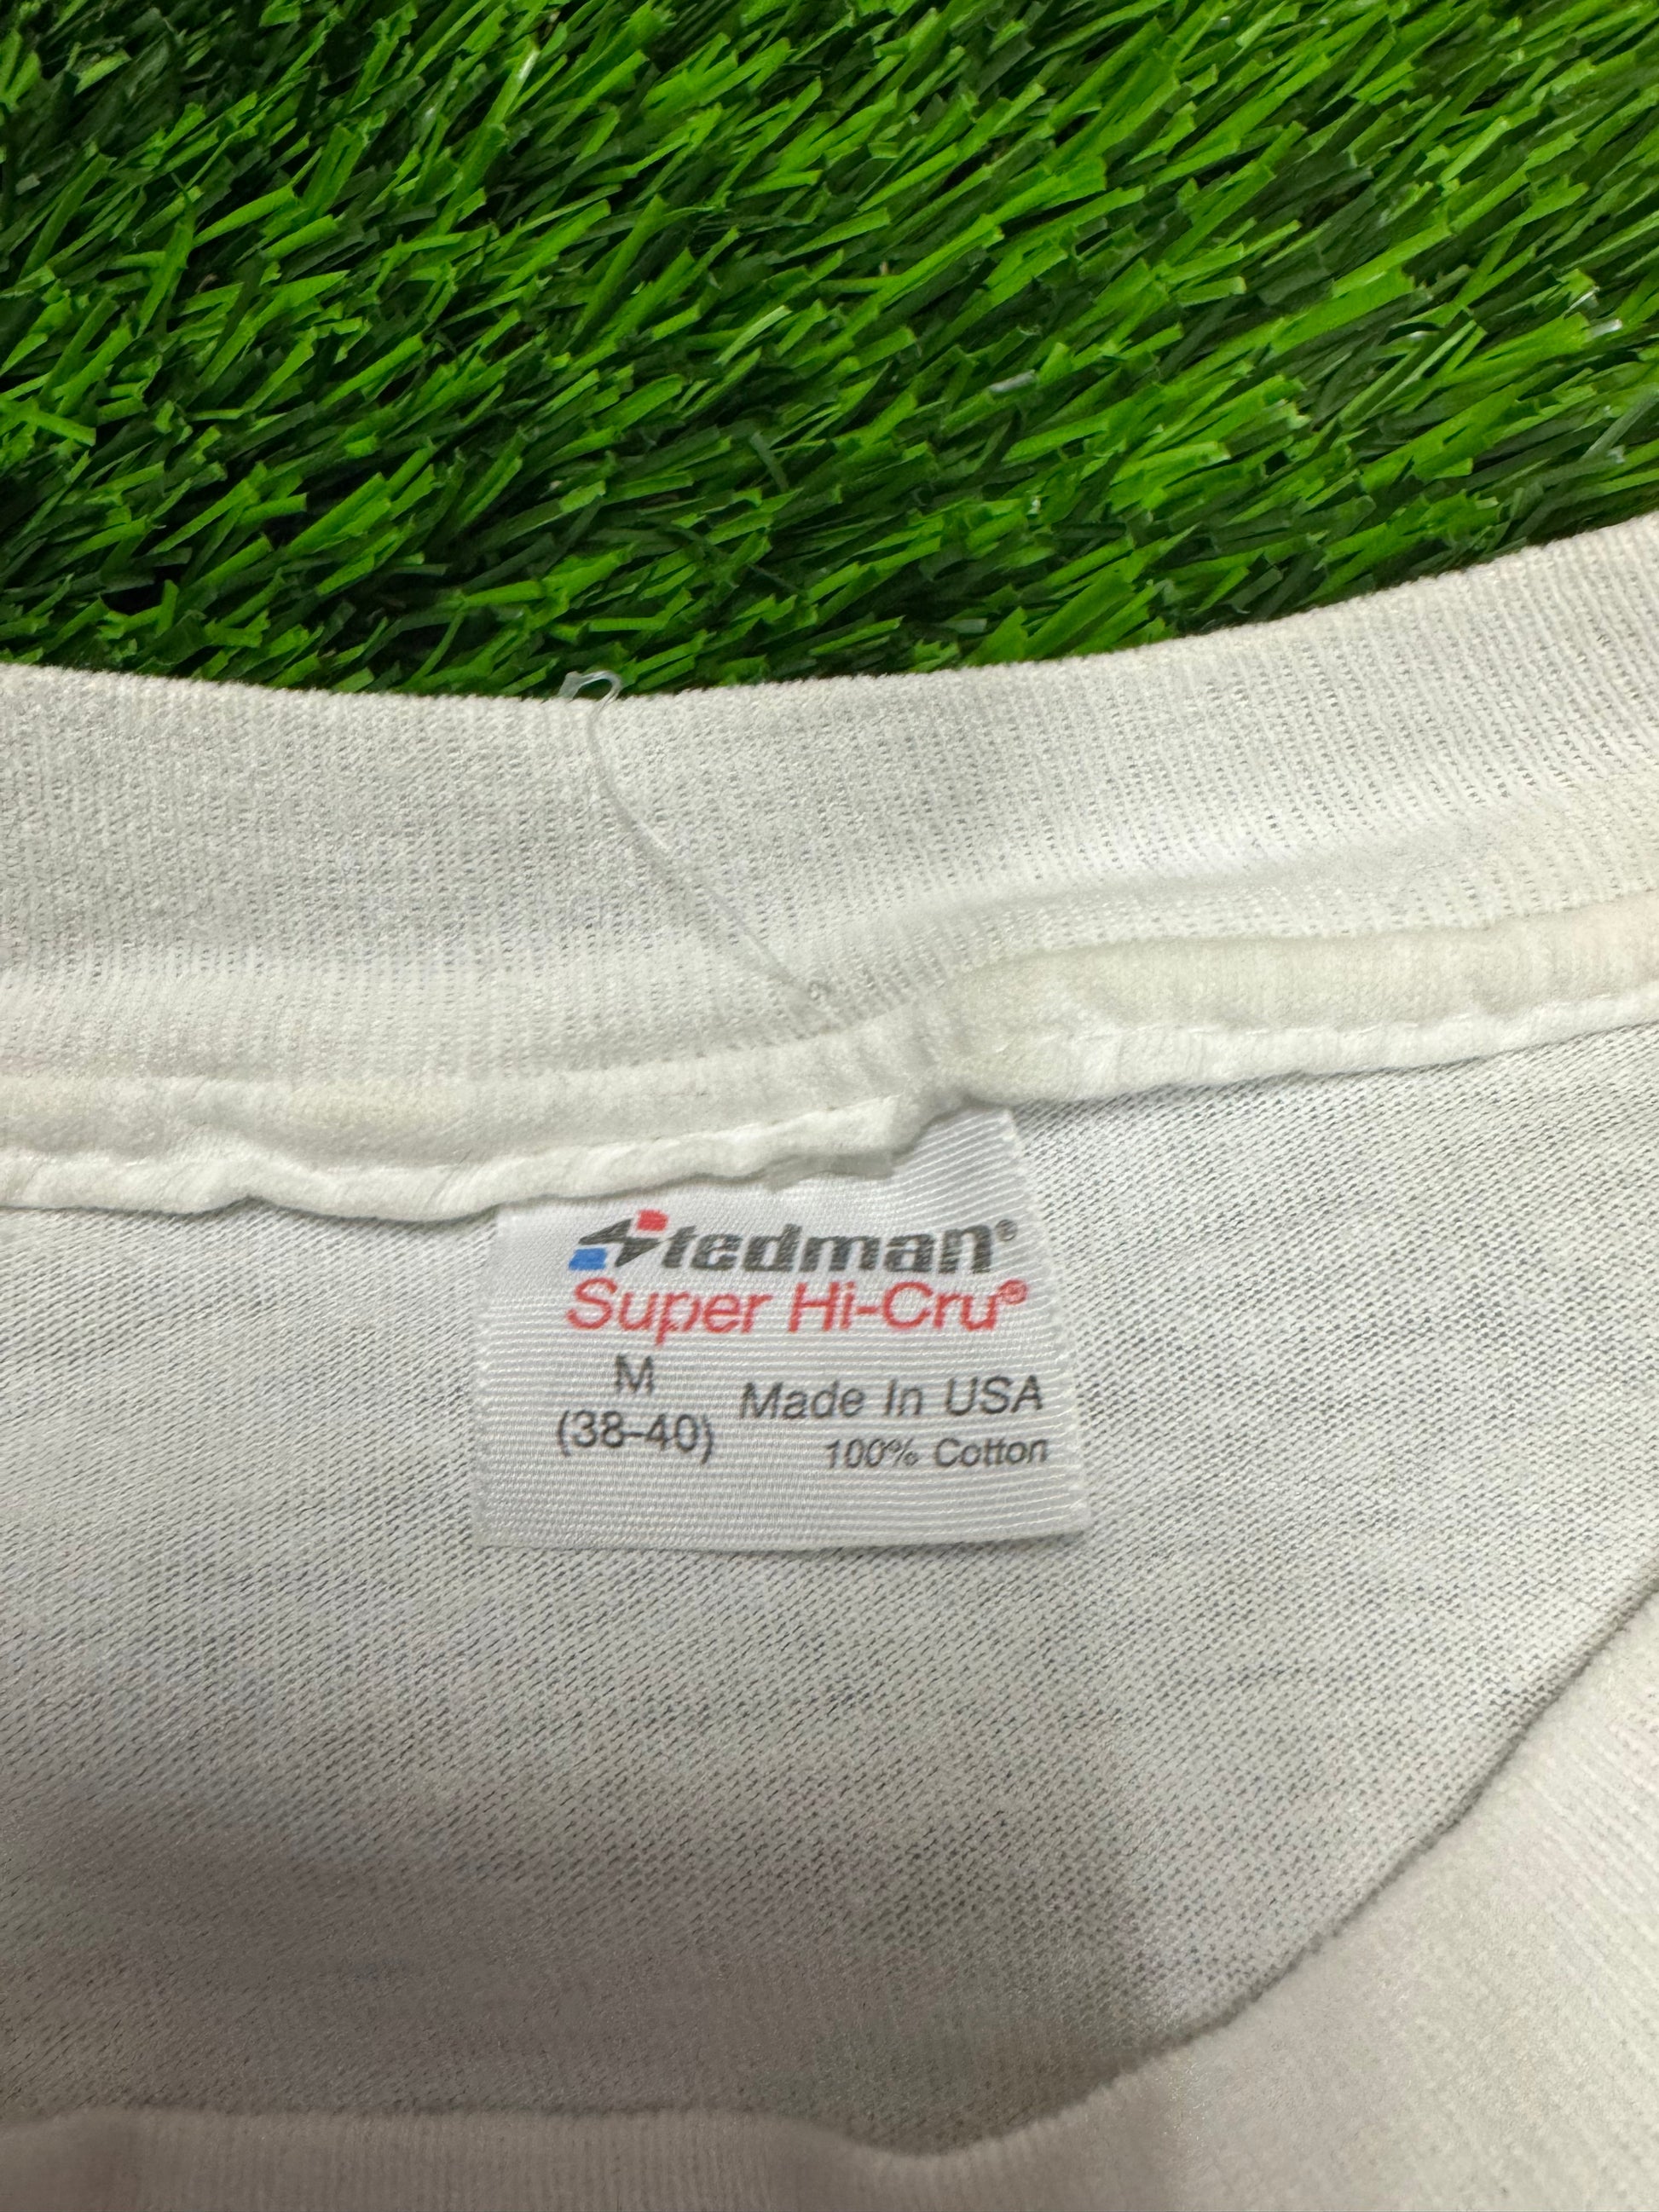 Stedman®
Super Hi-Cru®
M
(38-40)
Made In USA
100% Cotton